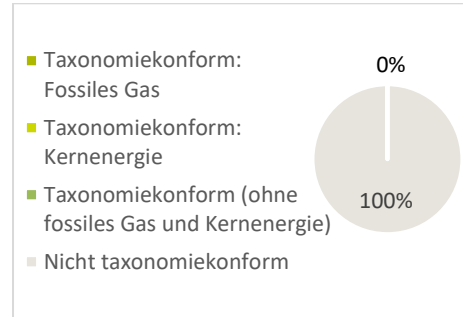 Taxonomiekonform:
Fossiles Gas
Taxonomiekonform:
Kernenergie
Taxonomiekonform (ohne
fossiles Gas und Kernenergie)
Nicht taxonomiekonform
0%
100%